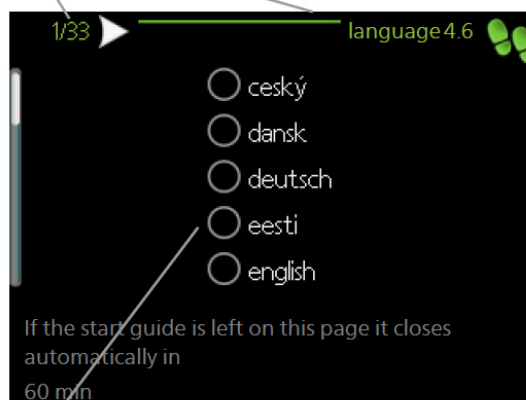 1/33
language 4.6
ceský
dansk
deutsch
eesti
english
If the start guide is left on this page it closes
automatically in
60 min